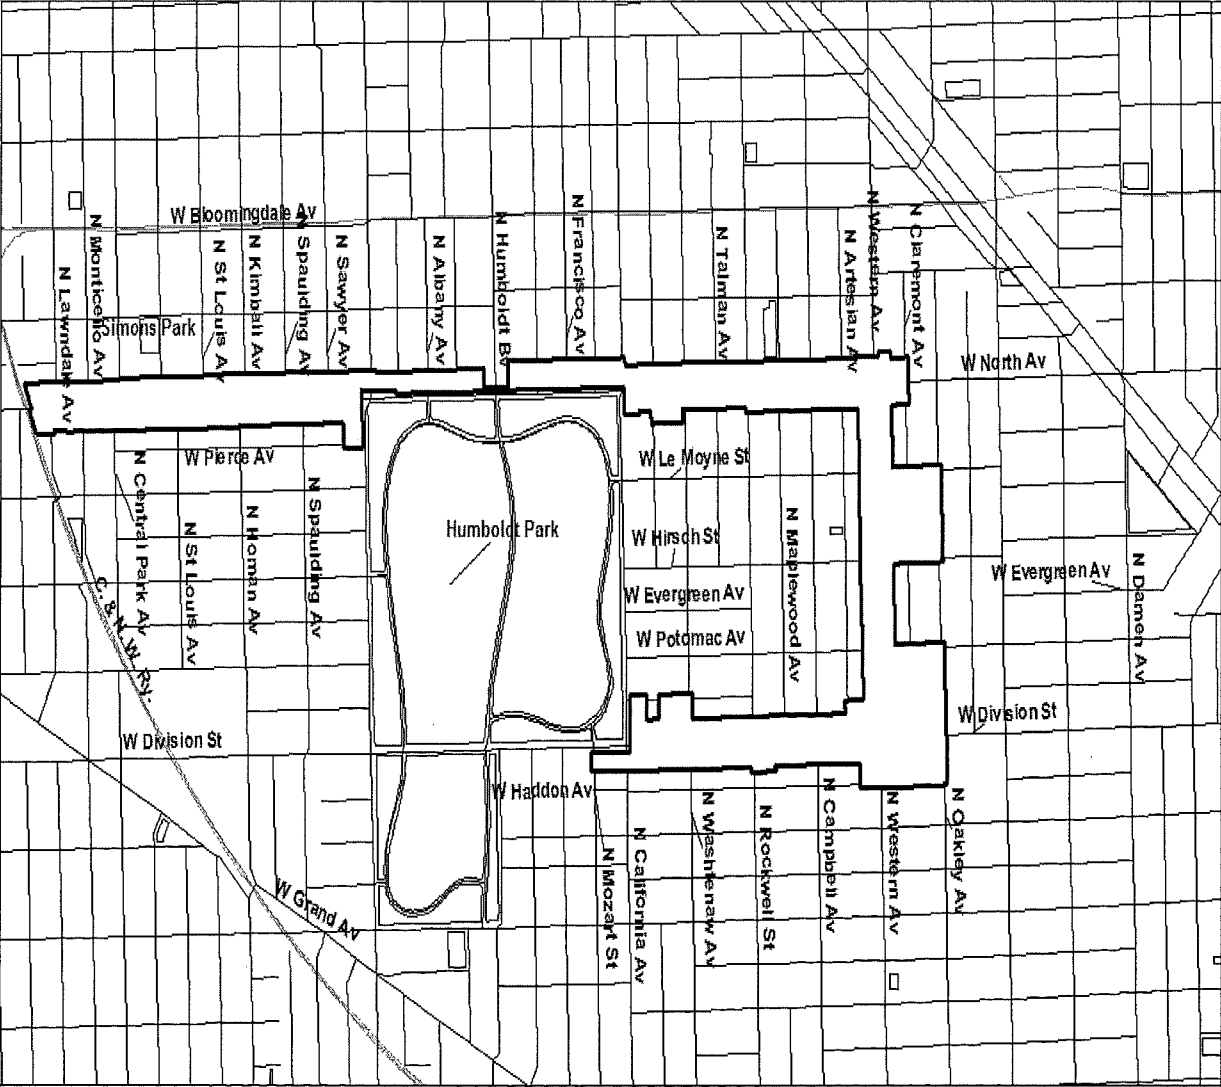 W Bloomingdale Av
N Monticello Av
N Lawndale Av
Simons Park
N St Louis Av
N Kimball Av
N Spaulding Av
N Sawyer Av
N Albany Av
N Humboldt Bv
N Francisco Av
N Talman Av
N Artesian Av
N Western Av
N Claremont Av
W North Av
W Pierce Av
N Central Park Av
N St Louis Av
N Homan Av
N Spaulding Av
Humboldt Park
W Le Moyne St
W Hirsch St
W Evergreen Av
W Potomac Av
N Maplewood Av
W Evergreen Av
N Damen Av
C. & N. W. Ry.
W Division St
W Division St
W Haddon Av
W Grand Av
N Mozart St
N California Av
N Washtenaw Av
N Rockwell St
N Campbell Av
N Western Av
N Oakley Av